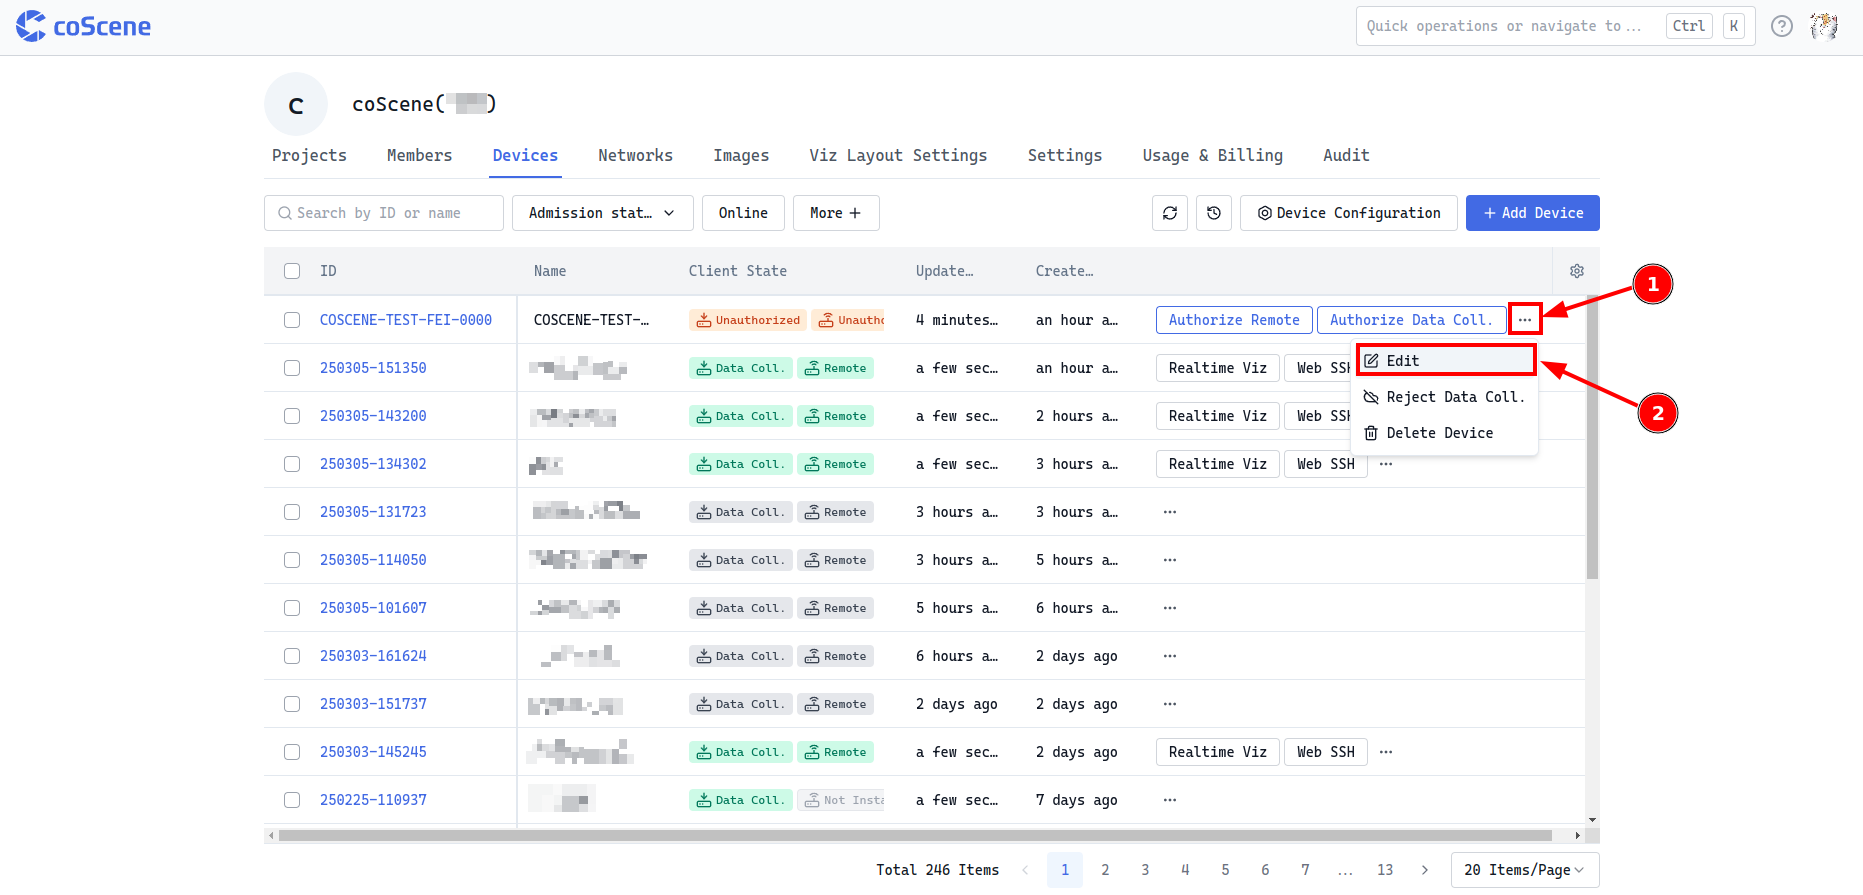 coScene
Quick operations or navigate to ... Ctrl K
C
coScene( )
Projects Members Devices Networks Images Viz Layout Settings Settings Usage & Billing Audit
Search by ID or name Admission stat… Online More + Device Configuration + Add Device
ID Name Client State Update… Create…
1
COSCENE-TEST-FEI-0000 COSCENE-TEST-… Unauthorized Unautho 4 minutes… an hour a… Authorize Remote Authorize Data Coll. ...
Edit
250305-151350 Data Coll. Remote a few sec… an hour a… Realtime Viz Web SSH
Reject Data Coll.
2
250305-143200 Data Coll. Remote a few sec… 2 hours a… Realtime Viz Web SSH
Delete Device
250305-134302 Data Coll. Remote a few sec… 3 hours a… Realtime Viz Web SSH ...
250305-131723 Data Coll. Remote 3 hours a… 3 hours a… ...
250305-114050 Data Coll. Remote 3 hours a… 5 hours a… ...
250305-101607 Data Coll. Remote 5 hours a… 6 hours a… ...
250303-161624 Data Coll. Remote 6 hours a… 2 days ago ...
250303-151737 Data Coll. Remote 2 days ago 2 days ago ...
250303-145245 Data Coll. Remote a few sec… 2 days ago Realtime Viz Web SSH ...
250225-110937 Data Coll. Not Insta a few sec… 7 days ago ...
Total 246 Items < 1 2 3 4 5 6 7 ... 13 > 20 Items/Page